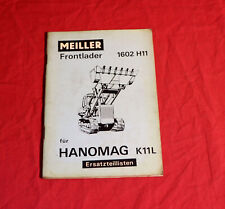 MEILLER
Frontlader 1602 H11
für
HANOMAG K11L
Ersatzteillisten